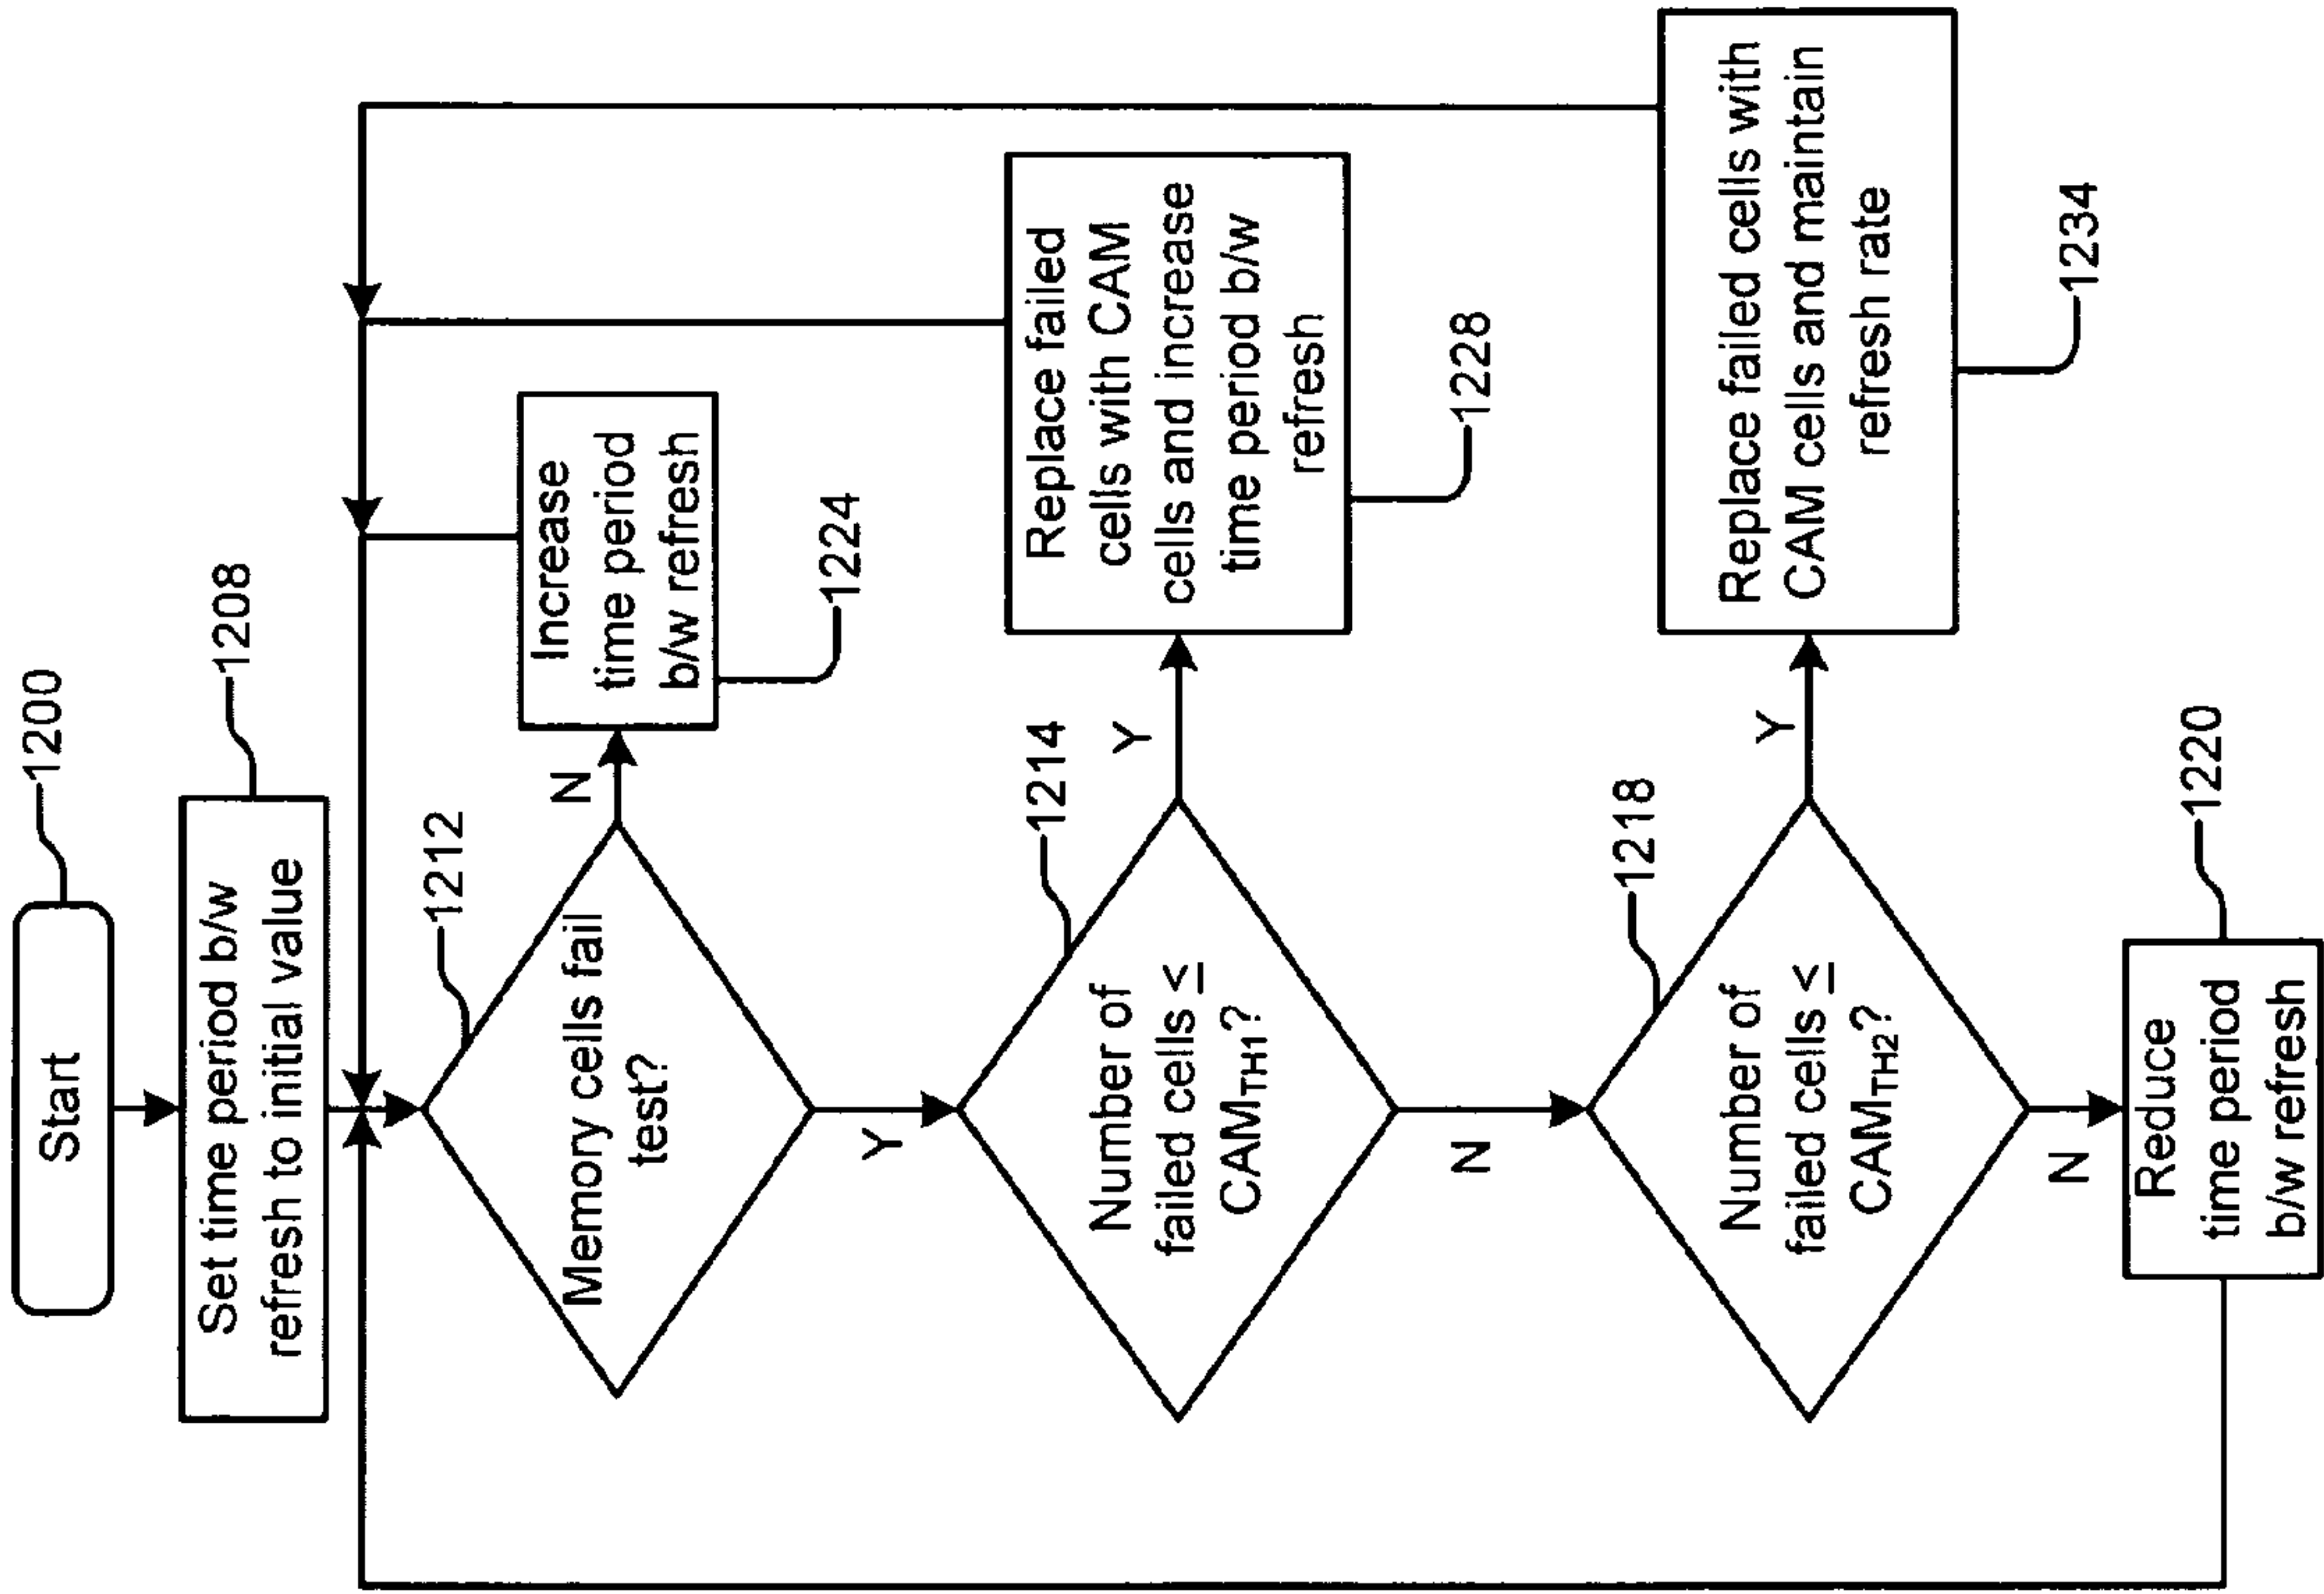 Start
1200
Set time period b/w
refresh to initial value
1208
Memory cells fail
test?
1212
N
Increase
time period
b/w refresh
1224
Y
Number of
failed cells ≤
CAMTH1?
1214
Y
Replace failed
cells with CAM
cells and increase
time period b/w
refresh
1228
N
Number of
failed cells ≤
CAMTH2?
1218
Y
Replace failed cells with
CAM cells and maintain
refresh rate
1234
N
Reduce
time period
b/w refresh
1220